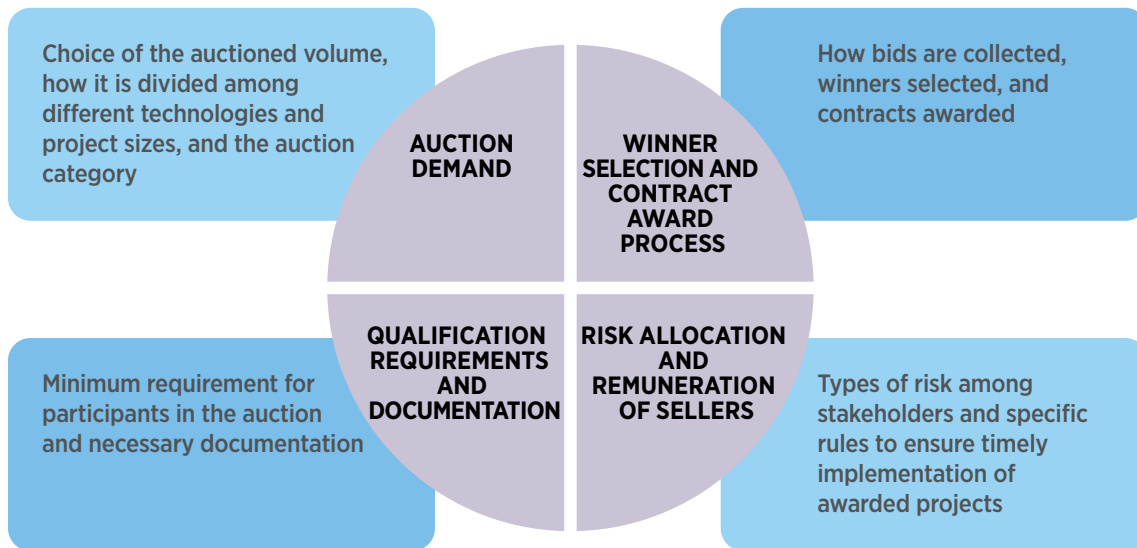 Choice of the auctioned volume,
how it is divided among
different technologies and
project sizes, and the auction
category
AUCTION
DEMAND
WINNER
SELECTION AND
CONTRACT
AWARD
PROCESS
How bids are collected,
winners selected, and
contracts awarded
Minimum requirement for
participants in the auction
and necessary documentation
QUALIFICATION
REQUIREMENTS
AND
DOCUMENTATION
RISK ALLOCATION
AND
REMUNERATION
OF SELLERS
Types of risk among
stakeholders and specific
rules to ensure timely
implementation of
awarded projects